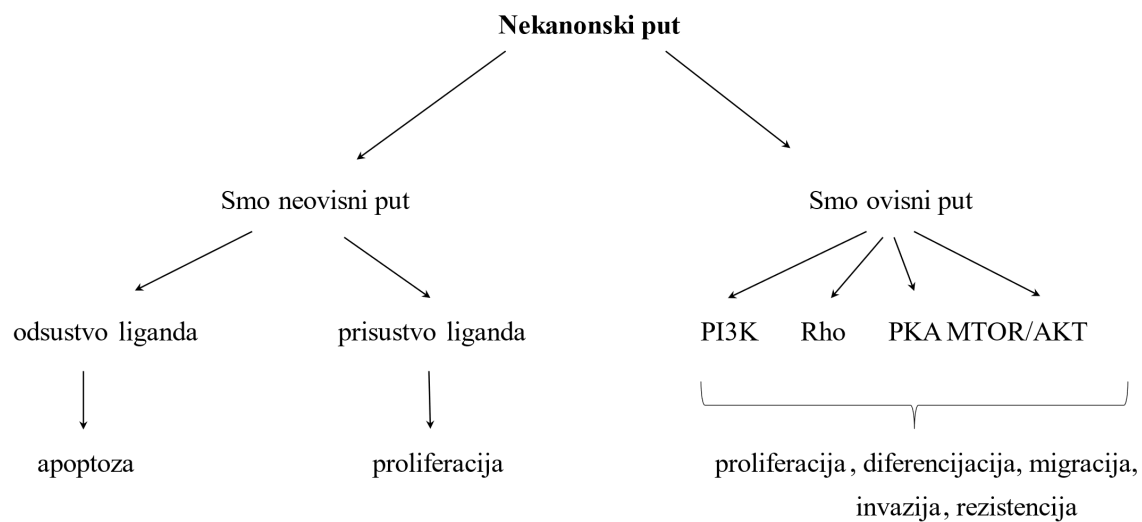 Nekanonski put
Smo neovisni put
Smo ovisni put
odsustvo liganda
prisustvo liganda
PI3K
Rho
PKA MTOR/AKT
apoptoza
proliferacija
proliferacija, diferencijacija, migracija,
invazija, rezistencija